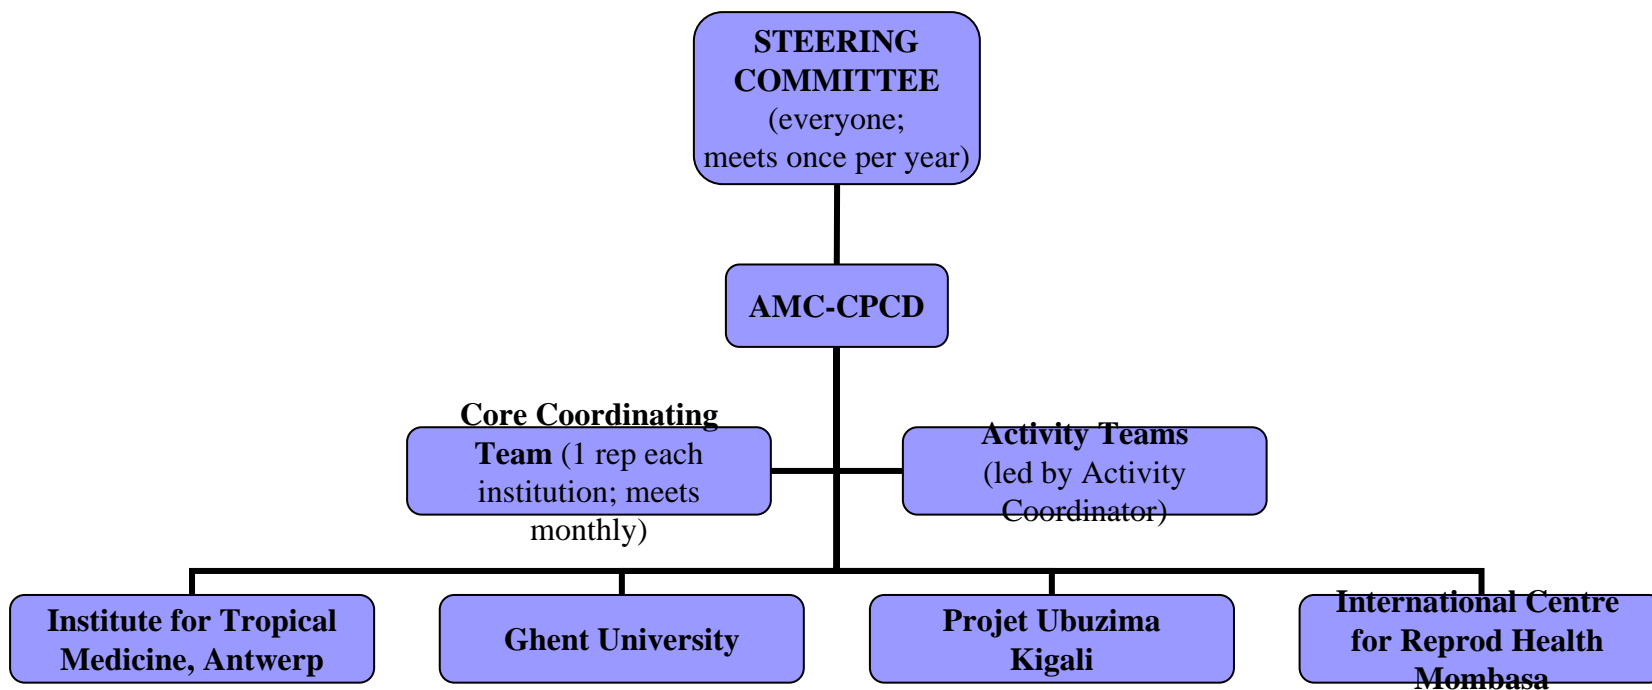 STEERING
COMMITTEE
(everyone;
meets once per year)
AMC-CPCD
Core Coordinating
Team (1 rep each
institution; meets
monthly)
Activity Teams
(led by Activity
Coordinator)
Institute for Tropical
Medicine, Antwerp
Ghent University
Projet Ubuzima
Kigali
International Centre
for Reprod Health
Mombasa